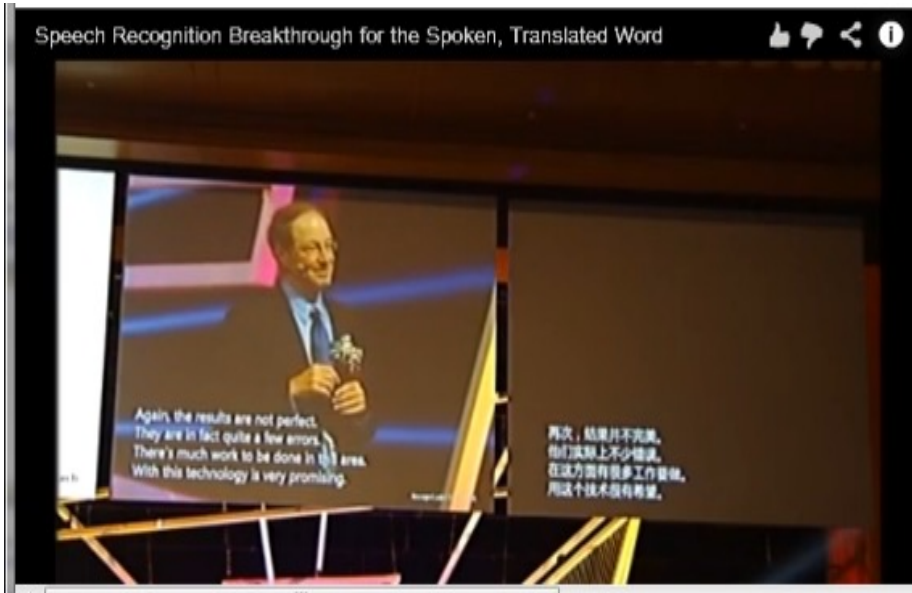 Speech Recognition Breakthrough for the Spoken, Translated Word
Again, the results are not perfect.
They are in fact quite a few errors.
There's much work to be done in this area.
With this technology is very promising.
再次，结果并不完美。
他们实际上不少错误。
在这方面有很多工作要做。
用这个技术很有希望。